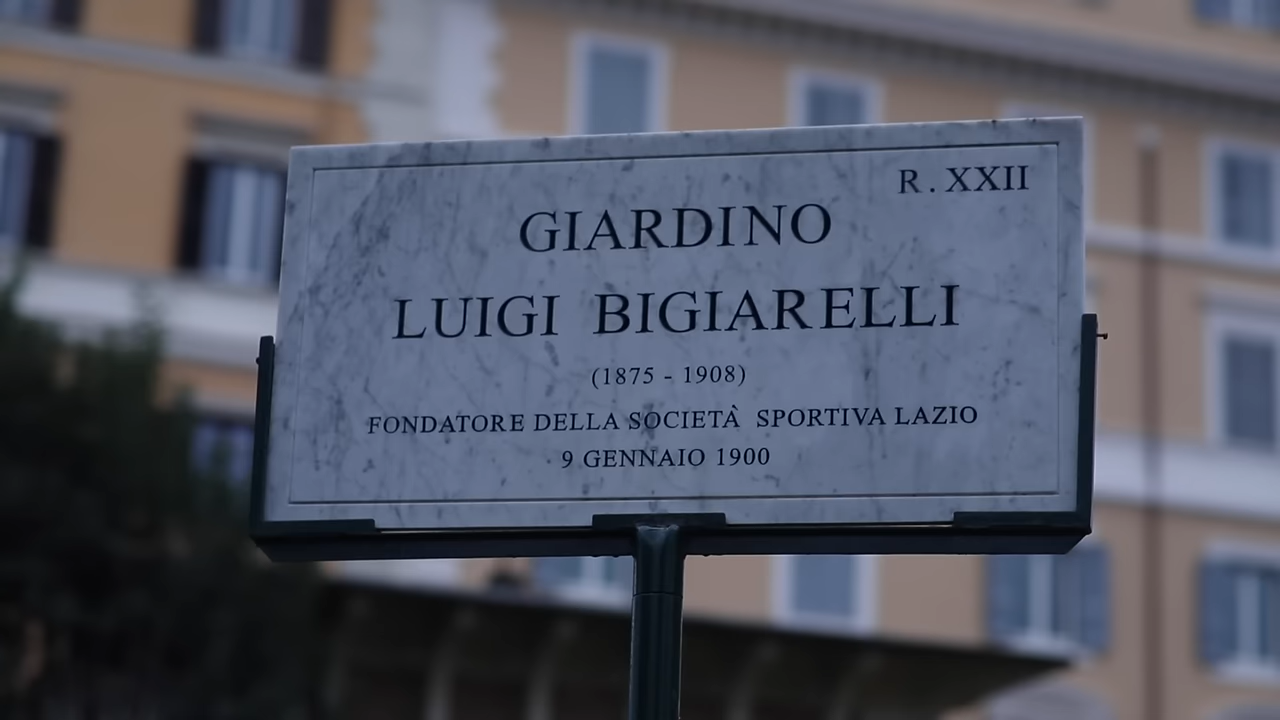 R. XXII
GIARDINO
LUIGI BIGIARELLI
(1875 - 1908)
FONDATORE DELLA SOCIETÀ SPORTIVA LAZIO
9 GENNAIO 1900